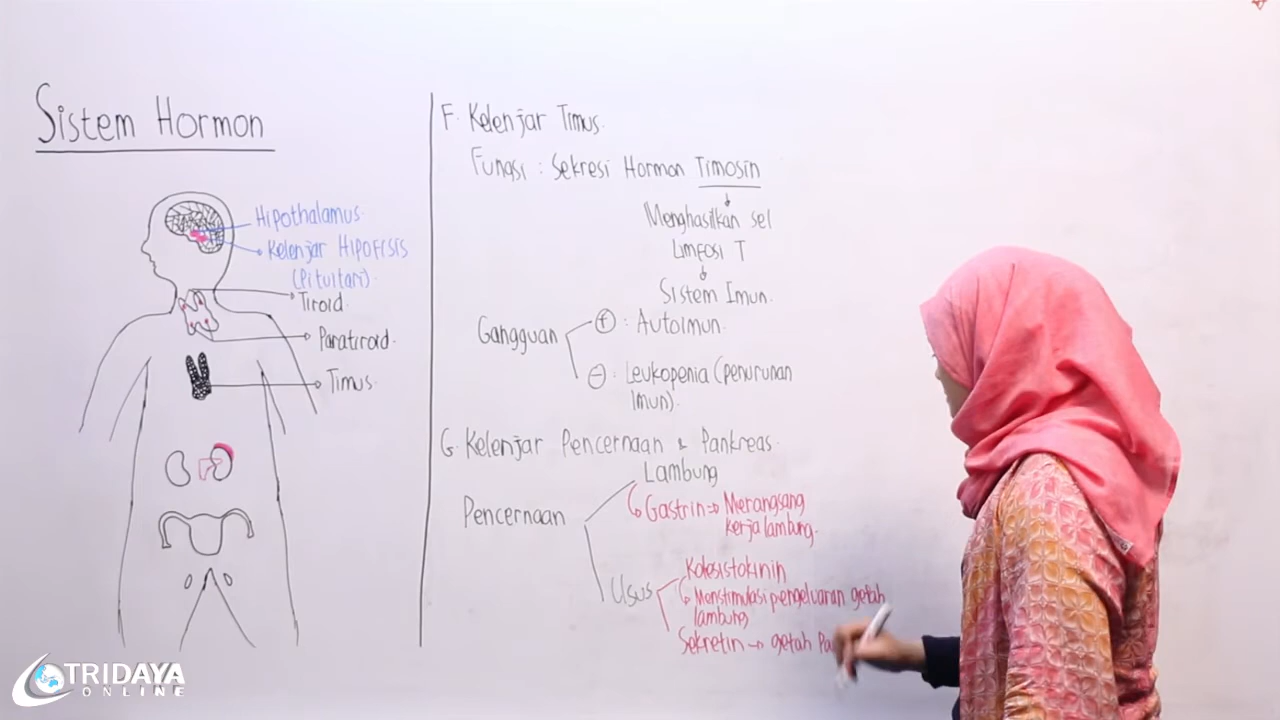 Sistem Hormon
Hipothalamus.
Kelenjar HIPOFISIS
(Pituitari).
Tiroid.
Paratiroid.
Timus.
F. Kelenjar Timus.
Fungsi : Sekresi Hormon Timosin
Menghasilkan sel
Limfosi T
Sistem Imun.
Gangguan
+ : Autoimun.
- : Leukopenia (penurunan
Imun).
G. Kelenjar Pencernaan & Pankreas.
Pencernaan
Lambung
Gastrin => Merangsang
kerja lambung.
Usus
Kolesistokinin
Menstimulasi pengeluaran getah
lambung
Sekretin → getah
TRIDAYA
ONLINE